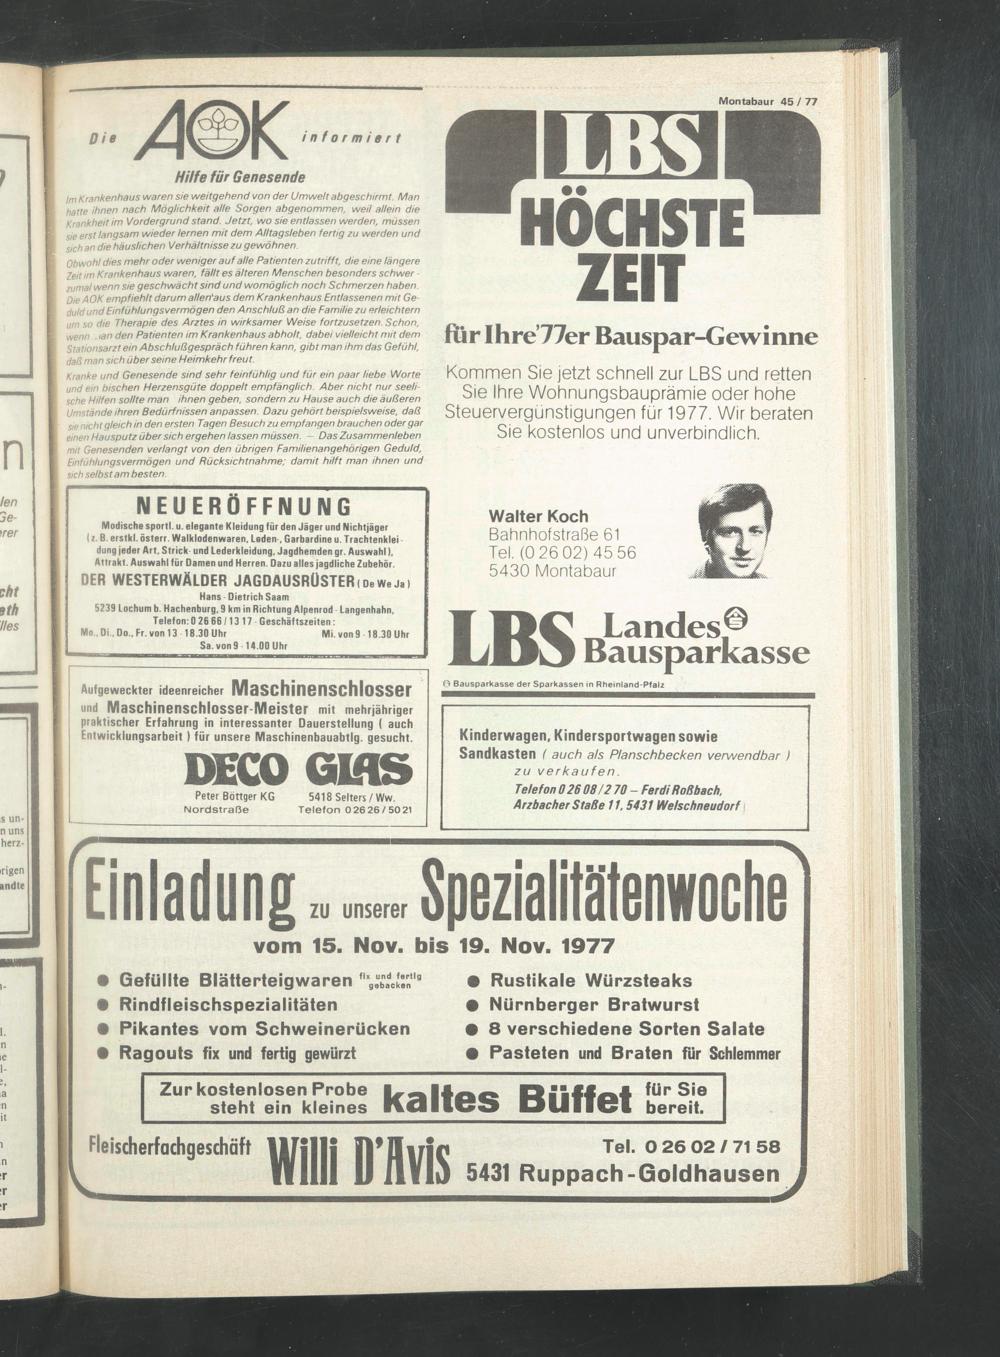 Montabaur 45 / 77
Die AOK informiert
Hilfe für Genesende
Im Krankenhaus waren sie weitgehend von der Umwelt abgeschirmt. Man
hatte ihnen nach Möglichkeit alle Sorgen abgenommen, weil allein die
Krankheit im Vordergrund stand. Jetzt, wo sie entlassen werden, müssen
sie erst langsam wieder lernen mit dem Alltagsleben fertig zu werden und
sich an die häuslichen Verhältnisse zu gewöhnen.
Obwohl dies mehr oder weniger auf alle Patienten zutrifft, die eine längere
Zeit im Krankenhaus waren, fällt es älteren Menschen besonders schwer -
zumal wenn sie geschwächt sind und womöglich noch Schmerzen haben.
Die AOK empfiehlt darum allen aus dem Krankenhaus Entlassenen mit Ge-
duld und Einfühlungsvermögen den Anschluß an die Familie zu erleichtern
um so die Therapie des Arztes in wirksamer Weise fortzusetzen. Schon,
wenn man den Patienten im Krankenhaus abholt, dabei vielleicht mit dem
Stationsarzt ein Abschlußgespräch führen kann, gibt man ihm das Gefühl,
daß man sich über seine Heimkehr freut.
Kranke und Genesende sind sehr feinfühlig und für ein paar liebe Worte
und ein bischen Herzensgüte doppelt empfänglich. Aber nicht nur seeli-
sche Hilfen sollte man ihnen geben, sondern zu Hause auch die äußeren
Umstände ihren Bedürfnissen anpassen. Dazu gehört beispielsweise, daß
sie nicht gleich in den ersten Tagen Besuch zu empfangen brauchen oder gar
einen Hausputz über sich ergehen lassen müssen. — Das Zusammenleben
mit Genesenden verlangt von den übrigen Familienangehörigen Geduld,
Einfühlungsvermögen und Rücksichtnahme; damit hilft man ihnen und
sich selbst am besten.
NEUERÖFFNUNG
Modische sportl. u. elegante Kleidung für den Jäger und Nichtjäger
(z. B. erstkl. österr. Walklodenwaren, Loden-, Garbardine u. Trachtenklei-
dung jeder Art, Strick- und Lederkleidung, Jagdhemden gr. Auswahl),
Attrakt. Auswahl für Damen und Herren. Dazu alles jagdliche Zubehör.
DER WESTERWÄLDER JAGDAUSRÜSTER (De We Ja)
Hans - Dietrich Saam
5239 Lochum b. Hachenburg, 9 km in Richtung Alpenrod - Langenhahn,
Telefon: 0 26 66 / 13 17 - Geschäftszeiten:
Mo., Di., Do., Fr. von 13 - 18.30 Uhr Mi. von 9 - 18.30 Uhr
Sa. von 9 - 14.00 Uhr
Aufgeweckter ideenreicher Maschinenschlosser
und Maschinenschlosser-Meister mit mehrjähriger
praktischer Erfahrung in interessanter Dauerstellung ( auch
Entwicklungsarbeit ) für unsere Maschinenbauabtlg. gesucht.
DECO GLAS
Peter Böttger KG 5418 Selters / Ww.
Nordstraße Telefon 0 26 26 / 50 21
LBS
HÖCHSTE
ZEIT
für Ihre '77er Bauspar-Gewinne
Kommen Sie jetzt schnell zur LBS und retten
Sie Ihre Wohnungsbauprämie oder hohe
Steuervergünstigungen für 1977. Wir beraten
Sie kostenlos und unverbindlich.
Walter Koch
Bahnhofstraße 61
Tel. (0 26 02) 45 56
5430 Montabaur
LBS Landes
Bausparkasse
Bausparkasse der Sparkassen in Rheinland-Pfalz
Kinderwagen, Kindersportwagen sowie
Sandkasten ( auch als Planschbecken verwendbar )
zu verkaufen.
Telefon 0 26 08 / 2 70 — Ferdi Roßbach,
Arzbacher Staße 11, 5431 Welschneudorf
Einladung zu unserer Spezialitätenwoche
vom 15. Nov. bis 19. Nov. 1977
● Gefüllte Blätterteigwaren fix und fertig gebacken
● Rindfleischspezialitäten
● Pikantes vom Schweinerücken
● Ragouts fix und fertig gewürzt
● Rustikale Würzsteaks
● Nürnberger Bratwurst
● 8 verschiedene Sorten Salate
● Pasteten und Braten für Schlemmer
Zur kostenlosen Probe
steht ein kleines kaltes Büffet für Sie
bereit.
Fleischerfachgeschäft Willi D'Avis Tel. 0 26 02 / 71 58
5431 Ruppach-Goldhausen